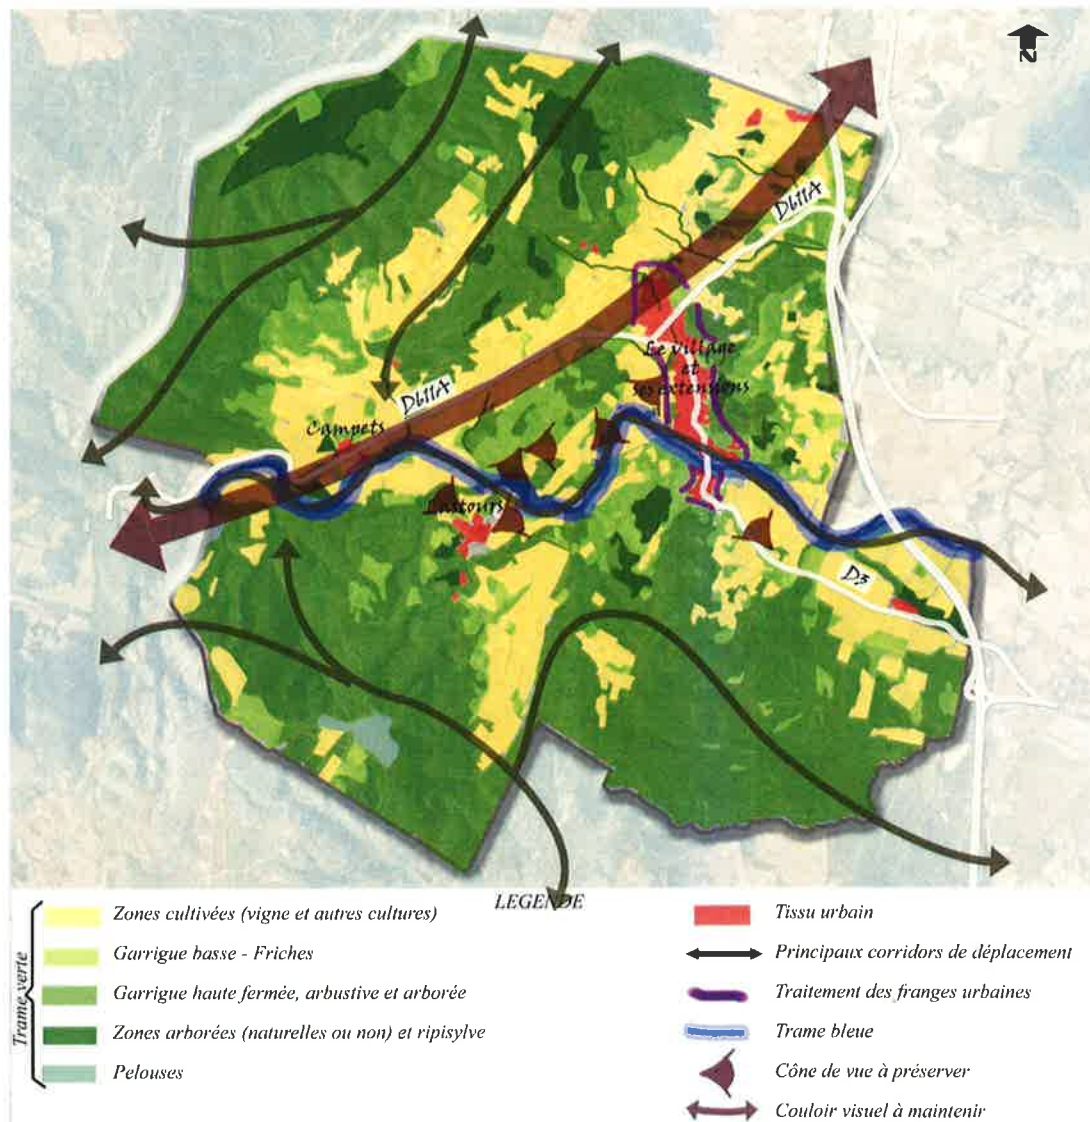 N
D611A
Le village
et
ses extensions
D611A
Campets
Lastours
D3
LEGENDE
Trame verte
Zones cultivées (vigne et autres cultures)
Garrigue basse - Friches
Garrigue haute fermée, arbustive et arborée
Zones arborées (naturelles ou non) et ripisylve
Pelouses
Tissu urbain
Principaux corridors de déplacement
Traitement des franges urbaines
Trame bleue
Cône de vue à préserver
Couloir visuel à maintenir